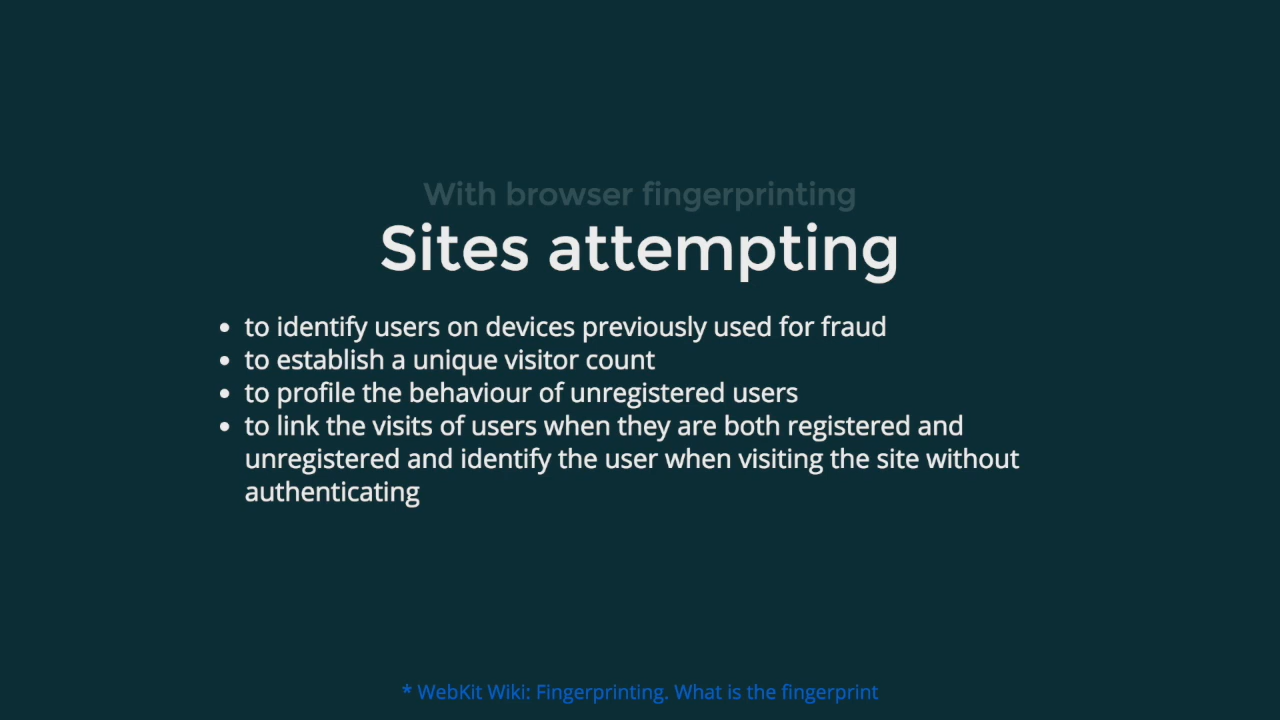 With browser fingerprinting
Sites attempting
• to identify users on devices previously used for fraud
• to establish a unique visitor count
• to profile the behaviour of unregistered users
• to link the visits of users when they are both registered and
unregistered and identify the user when visiting the site without
authenticating
* WebKit Wiki: Fingerprinting. What is the fingerprint